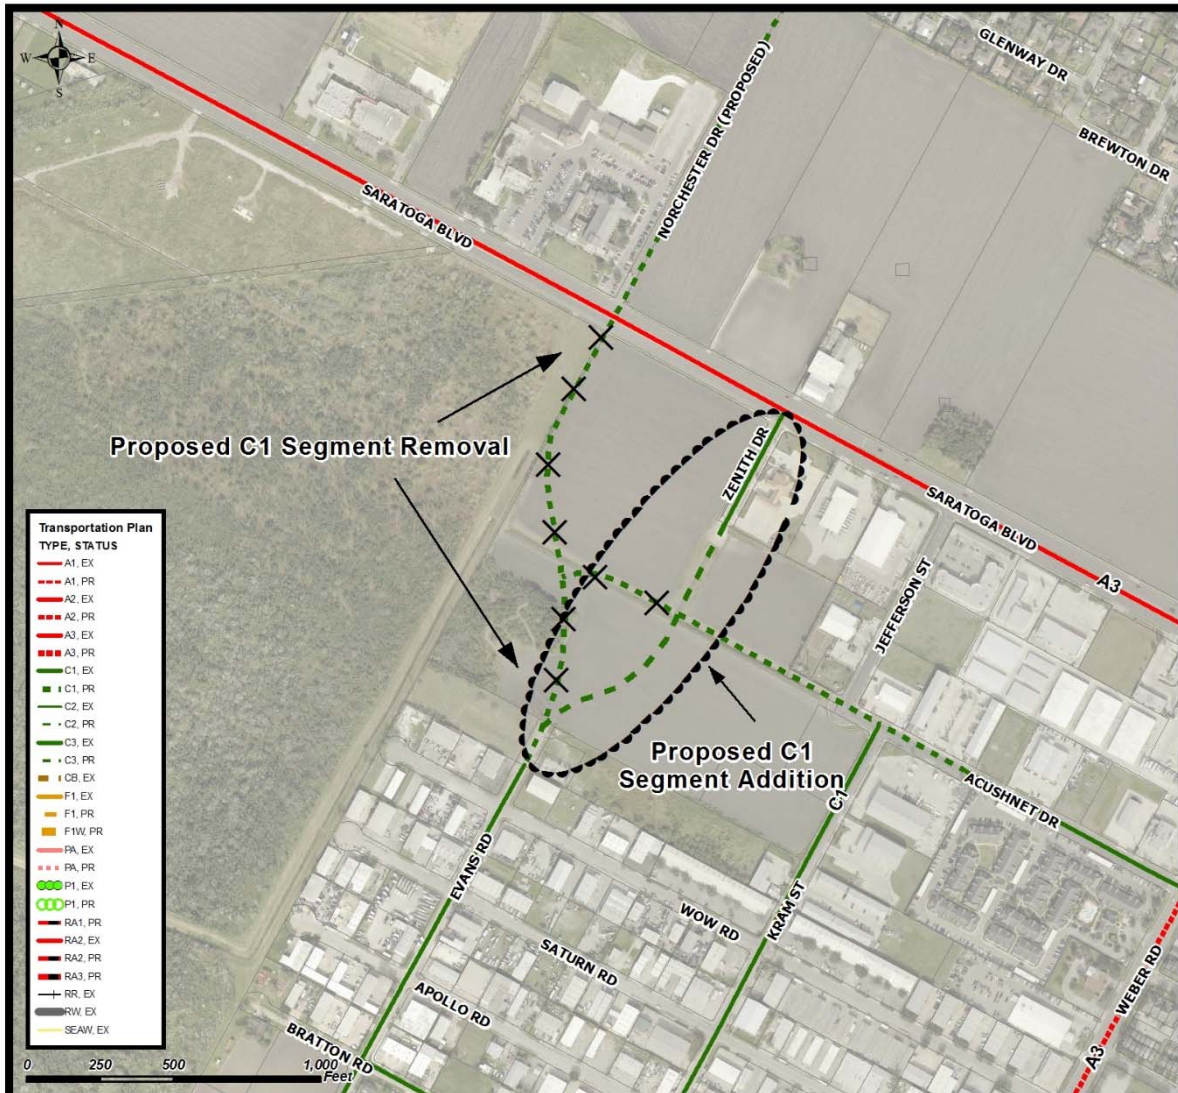 N
W E
S
GLENWAY DR
BREWTON DR
NORCHESTER DR (PROPOSED)
SARATOGA BLVD
Proposed C1 Segment Removal
ZENITH DR
SARATOGA BLVD
A3
JEFFERSON ST
Proposed C1
Segment Addition
C1
ACUSHNET DR
EVANS RD
WOW RD
KRAM ST
SATURN RD
APOLLO RD
BRATTON RD
WEBER RD
A3
Transportation Plan
TYPE, STATUS
A1, EX
A1, PR
A2, EX
A2, PR
A3, EX
A3, PR
C1, EX
C1, PR
C2, EX
C2, PR
C3, EX
C3, PR
CB, EX
F1, EX
F1, PR
F1W, PR
PA, EX
PA, PR
P1, EX
P1, PR
RA1, PR
RA2, EX
RA2, PR
RA3, PR
RR, EX
RW, EX
SEAW, EX
0 250 500 1,000
Feet